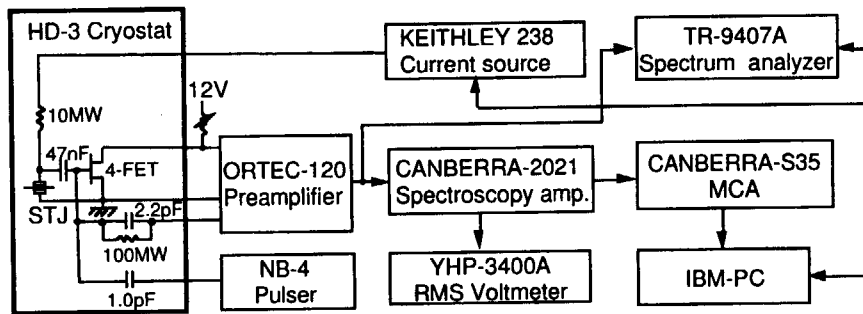 HD-3 Cryostat
KEITHLEY 238
Current source
TR-9407A
Spectrum analyzer
12V
10MW
47nF
4-FET
ORTEC-120
Preamplifier
CANBERRA-2021
Spectroscopy amp.
CANBERRA-S35
MCA
STJ
2.2pF
100MW
1.0pF
NB-4
Pulser
YHP-3400A
RMS Voltmeter
IBM-PC